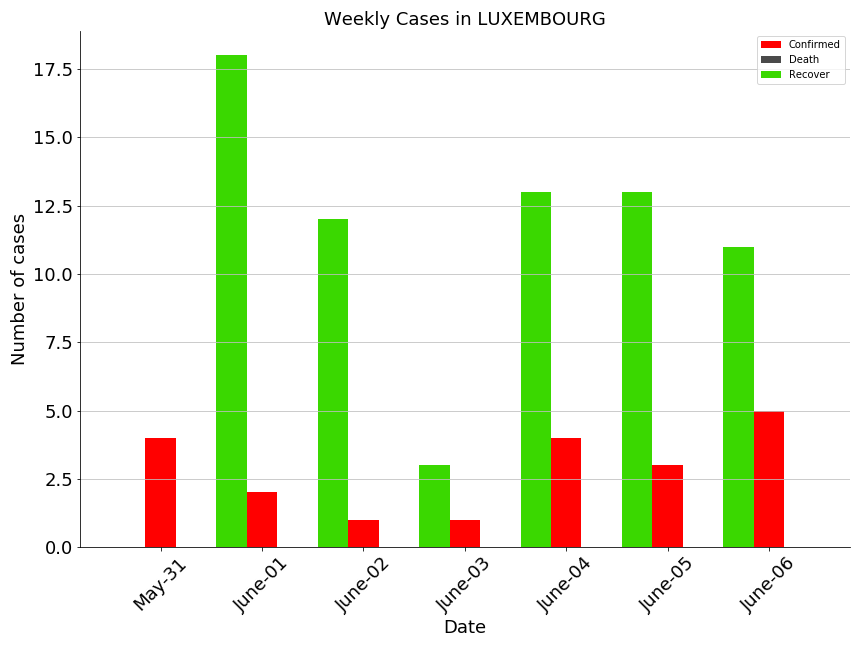 Weekly Cases in LUXEMBOURG
Confirmed
Death
Recover
Number of cases
17.5
15.0
12.5
10.0
7.5
5.0
2.5
0.0
May-31
June-01
June-02
June-03
June-04
June-05
June-06
Date